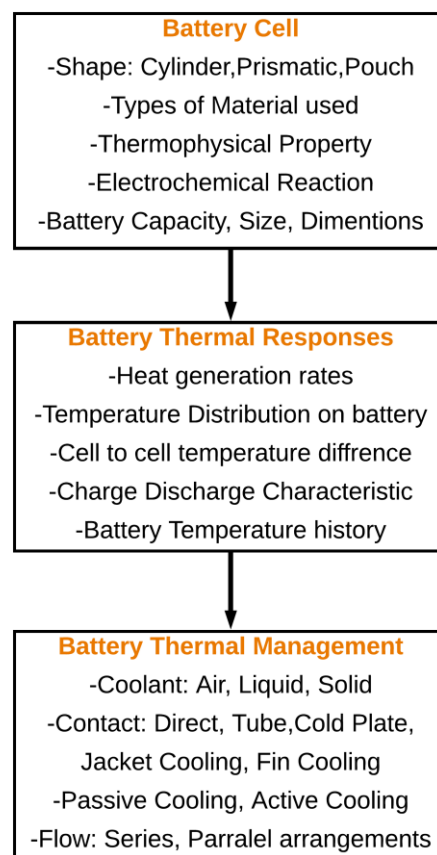 Battery Cell
-Shape: Cylinder,Prismatic,Pouch
-Types of Material used
-Thermophysical Property
-Electrochemical Reaction
-Battery Capacity, Size, Dimentions
Battery Thermal Responses
-Heat generation rates
-Temperature Distribution on battery
-Cell to cell temperature diffrence
-Charge Discharge Characteristic
-Battery Temperature history
Battery Thermal Management
-Coolant: Air, Liquid, Solid
-Contact: Direct, Tube,Cold Plate,
Jacket Cooling, Fin Cooling
-Passive Cooling, Active Cooling
-Flow: Series, Parralel arrangements